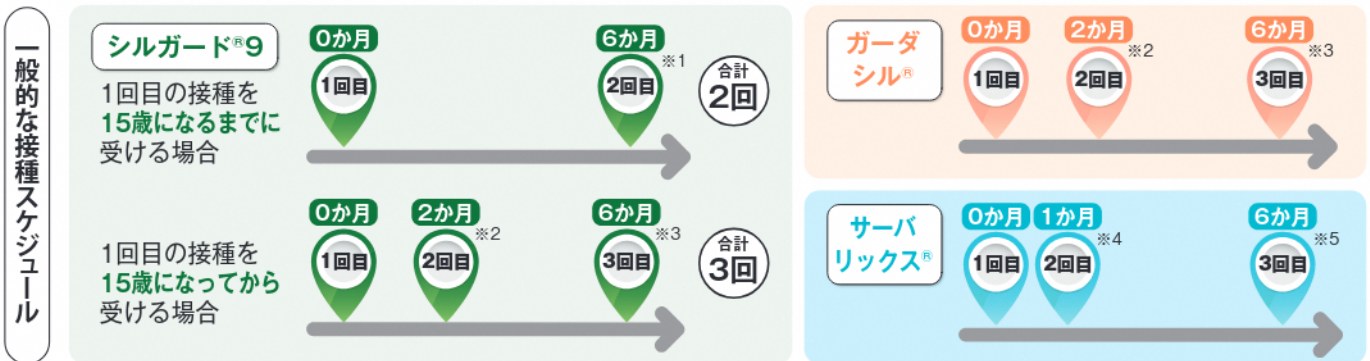 一般的な接種スケジュール
シルガード®9
1回目の接種を
15歳になるまでに
受ける場合
0か月
1回目
6か月
※1
2回目
合計
2回
1回目の接種を
15歳になってから
受ける場合
0か月
1回目
2か月
※2
2回目
6か月
※3
3回目
合計
3回
ガーダ
シル®
0か月
1回目
2か月
※2
2回目
6か月
※3
3回目
サーバ
リックス®
0か月
1回目
1か月
※4
2回目
6か月
※5
3回目